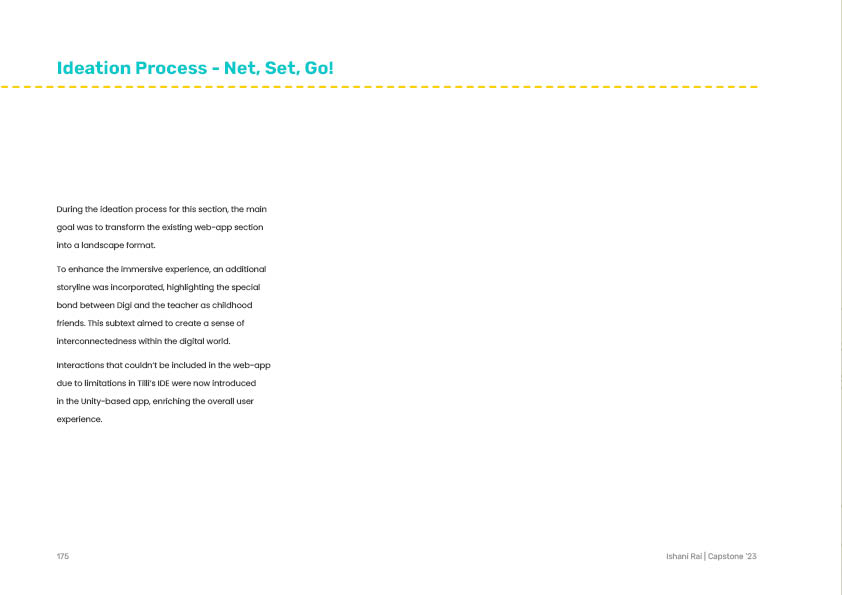 Ideation Process - Net, Set, Go!
During the ideation process for this section, the main
goal was to transform the existing web-app section
into a landscape format.
To enhance the immersive experience, an additional
storyline was incorporated, highlighting the special
bond between Digi and the teacher as childhood
friends. This subtext aimed to create a sense of
interconnectedness within the digital world.
Interactions that couldn't be included in the web-app
due to limitations in Tilli's IDE were now introduced
in the Unity-based app, enriching the overall user
experience.
175
Ishani Rai | Capstone '23